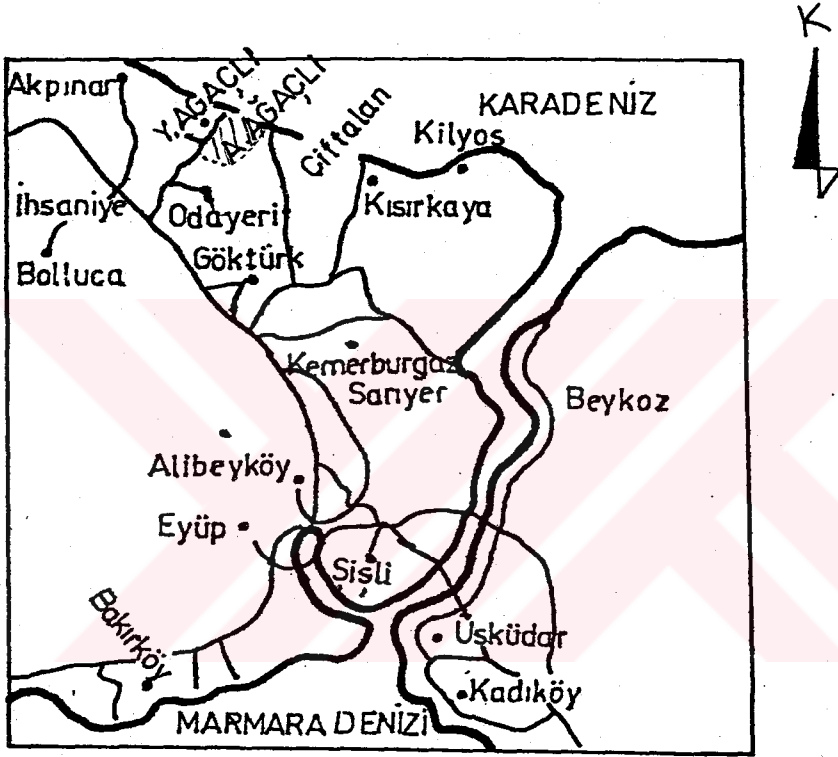 K
Akpınar
Y.AĞAÇLI
A.AĞAÇLI
Çiftalan
KARADENİZ
Kilyos
Kısırkaya
İhsaniye
Odayeri
Göktürk
Bolluca
Kemerburgaz
Sarıyer
Beykoz
Alibeyköy
Eyüp
Şişli
Bakırköy
Üsküdar
Kadıköy
MARMARA DENİZİ